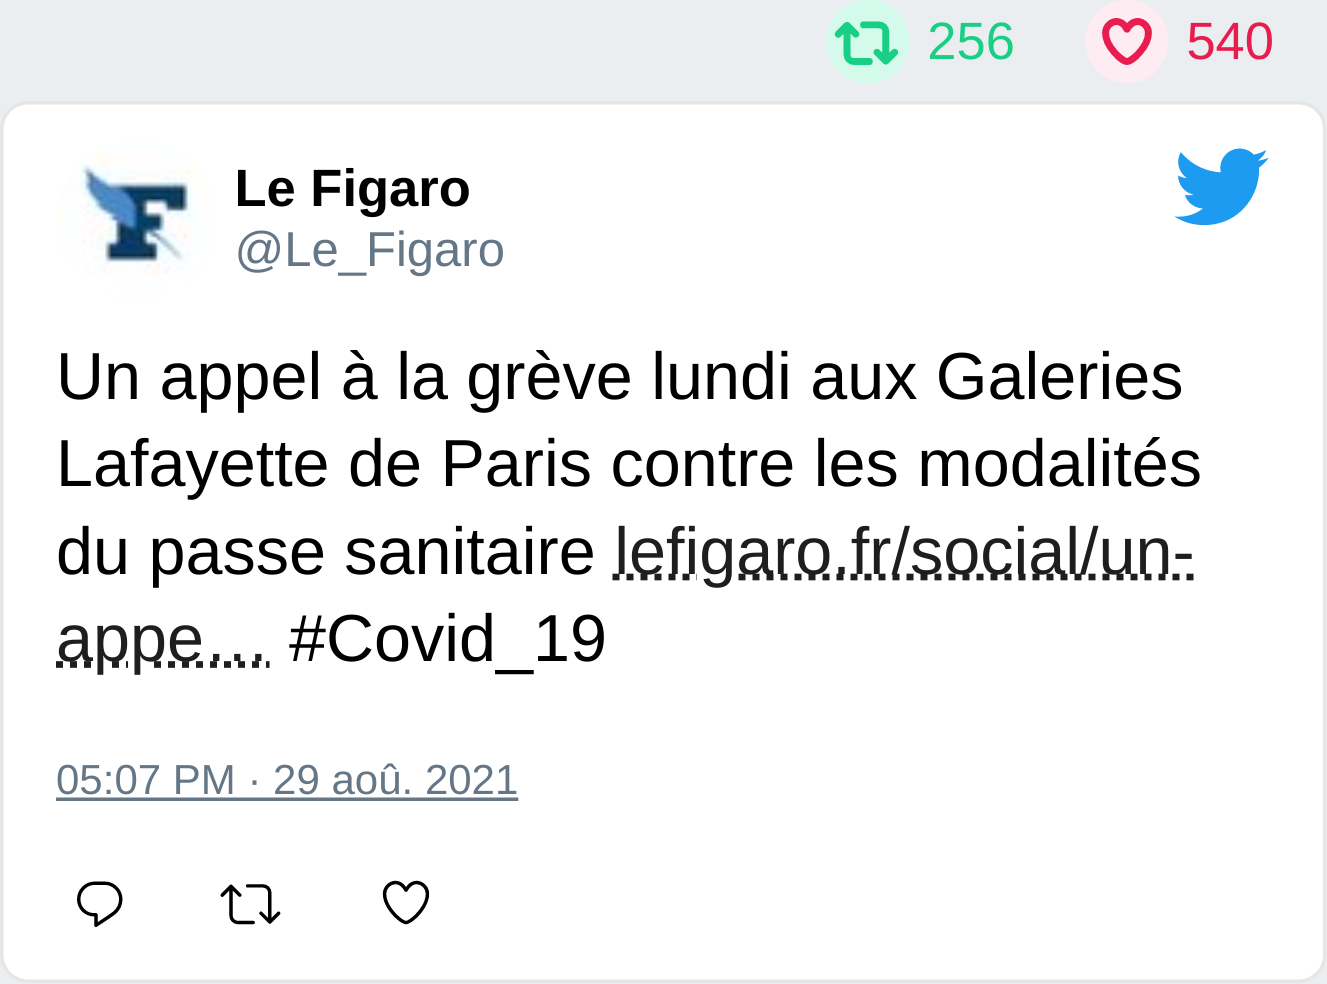 256 540
Le Figaro
@Le_Figaro
Un appel à la grève lundi aux Galeries
Lafayette de Paris contre les modalités
du passe sanitaire lefigaro.fr/social/un-
appe… #Covid_19
05:07 PM · 29 aoû. 2021